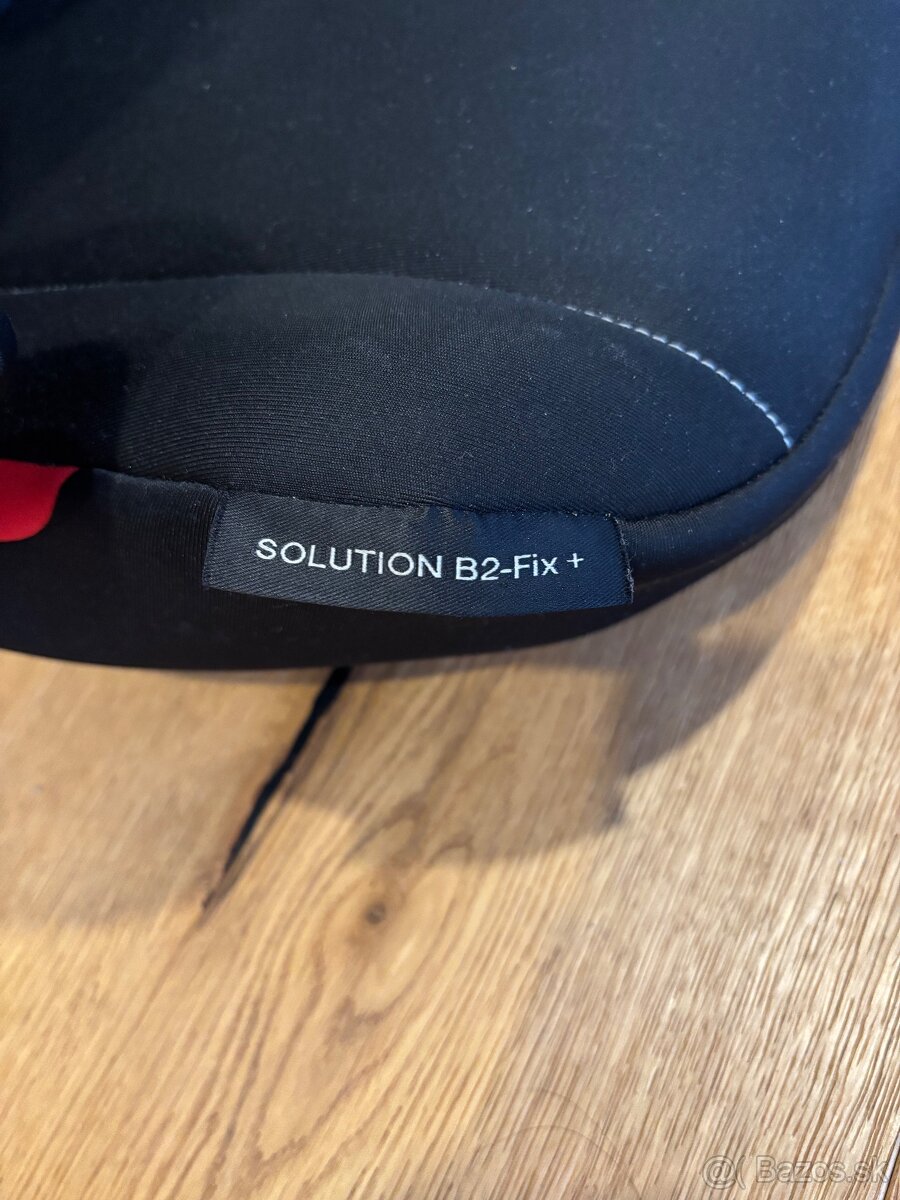 SOLUTION B2-Fix +
@( Bazos.sk